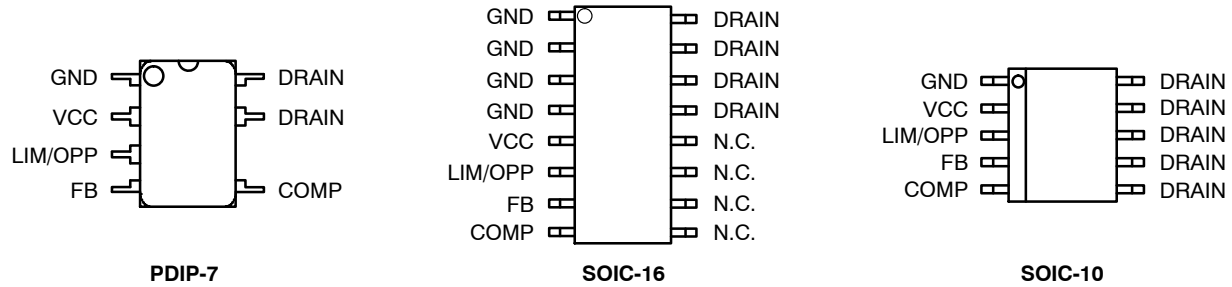 GND DRAIN
VCC DRAIN
LIM/OPP
FB COMP
PDIP-7
GND DRAIN
GND DRAIN
GND DRAIN
GND DRAIN
VCC N.C.
LIM/OPP N.C.
FB N.C.
COMP N.C.
SOIC-16
GND DRAIN
VCC DRAIN
LIM/OPP DRAIN
FB DRAIN
COMP DRAIN
SOIC-10